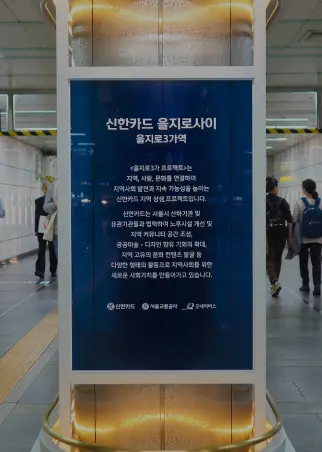 신한카드 을지로사이
을지로3가역
<을지로3가 프로젝트>는
지역, 사람, 문화를 연결하여
지역사회 발전과 지속 가능성을 높이는
신한카드 지역 상생 프로젝트입니다.
신한카드는 서울시 산하기관 및
유관기관들과 협력하여 노후시설 개선 및
지역 커뮤니티 공간 조성,
공공미술 - 디자인 향유 기회의 확대,
지역 고유의 문화 컨텐츠 발굴 등
다양한 형태의 활동으로 지역사회를 위한
새로운 사회가치를 만들어가고 있습니다.
신한카드 서울교통공사 굿네이버스